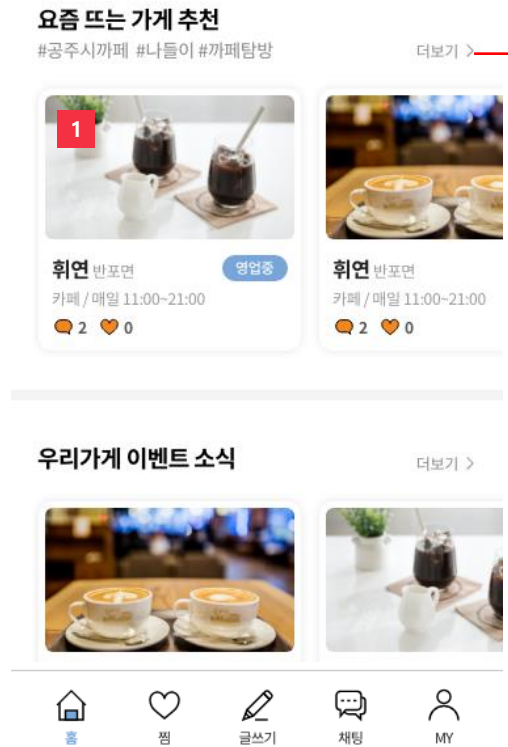 요즘 뜨는 가게 추천
#공주시까페 #나들이 #까페탐방
더보기 >
1
휘연 반포면
영업중
카페 / 매일 11:00~21:00
2 0
휘연 반포면
카페 / 매일 11:00~21:00
2 0
우리가게 이벤트 소식
더보기 >
홈 찜 글쓰기 채팅 MY